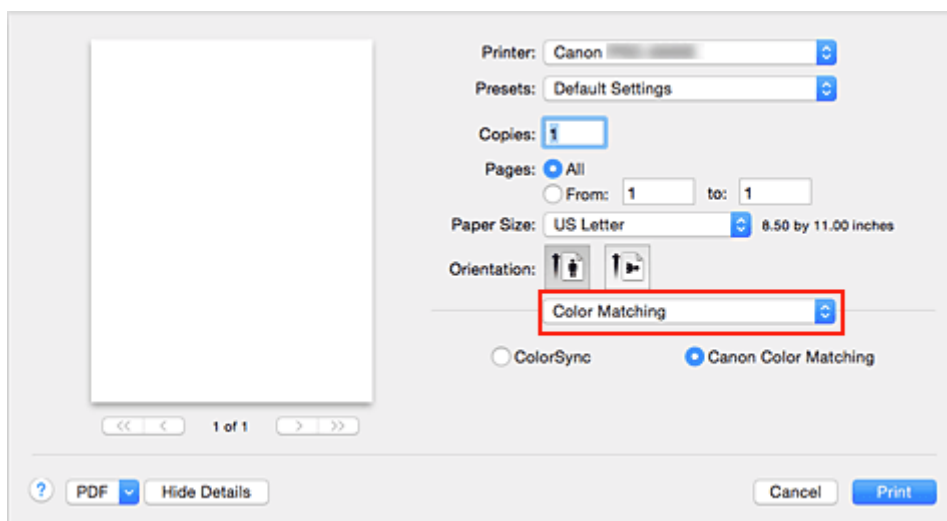 Printer: Canon
Presets: Default Settings
Copies: 1
Pages: All
From: 1 to: 1
Paper Size: US Letter 8.50 by 11.00 inches
Orientation:
Color Matching
ColorSync Canon Color Matching
<< < 1 of 1 > >>
? PDF Hide Details Cancel Print